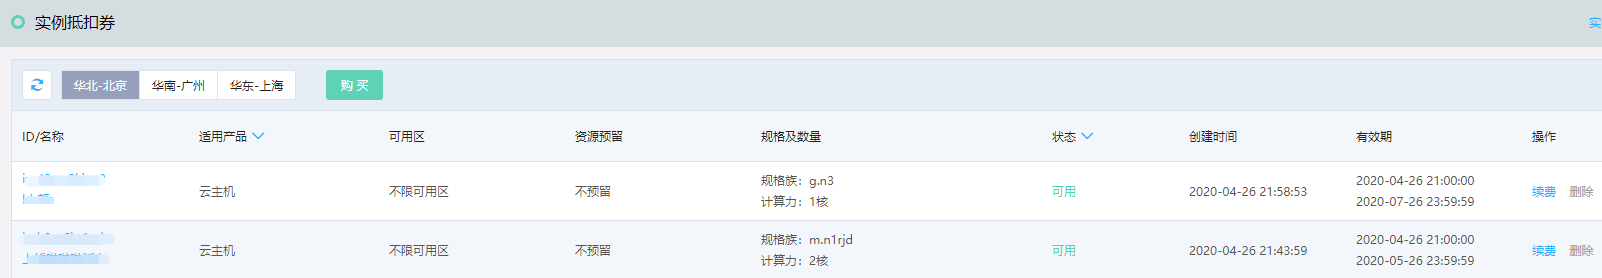 实例抵扣券
实
华北-北京 华南-广州 华东-上海 购 买
ID/名称 适用产品 可用区 资源预留 规格及数量 状态 创建时间 有效期 操作
云主机 不限可用区 不预留 规格族：g.n3 可用 2020-04-26 21:58:53 2020-04-26 21:00:00 续费 删除
计算力：1核 2020-07-26 23:59:59
云主机 不限可用区 不预留 规格族：m.n1rjd 可用 2020-04-26 21:43:59 2020-04-26 21:00:00 续费 删除
计算力：2核 2020-05-26 23:59:59